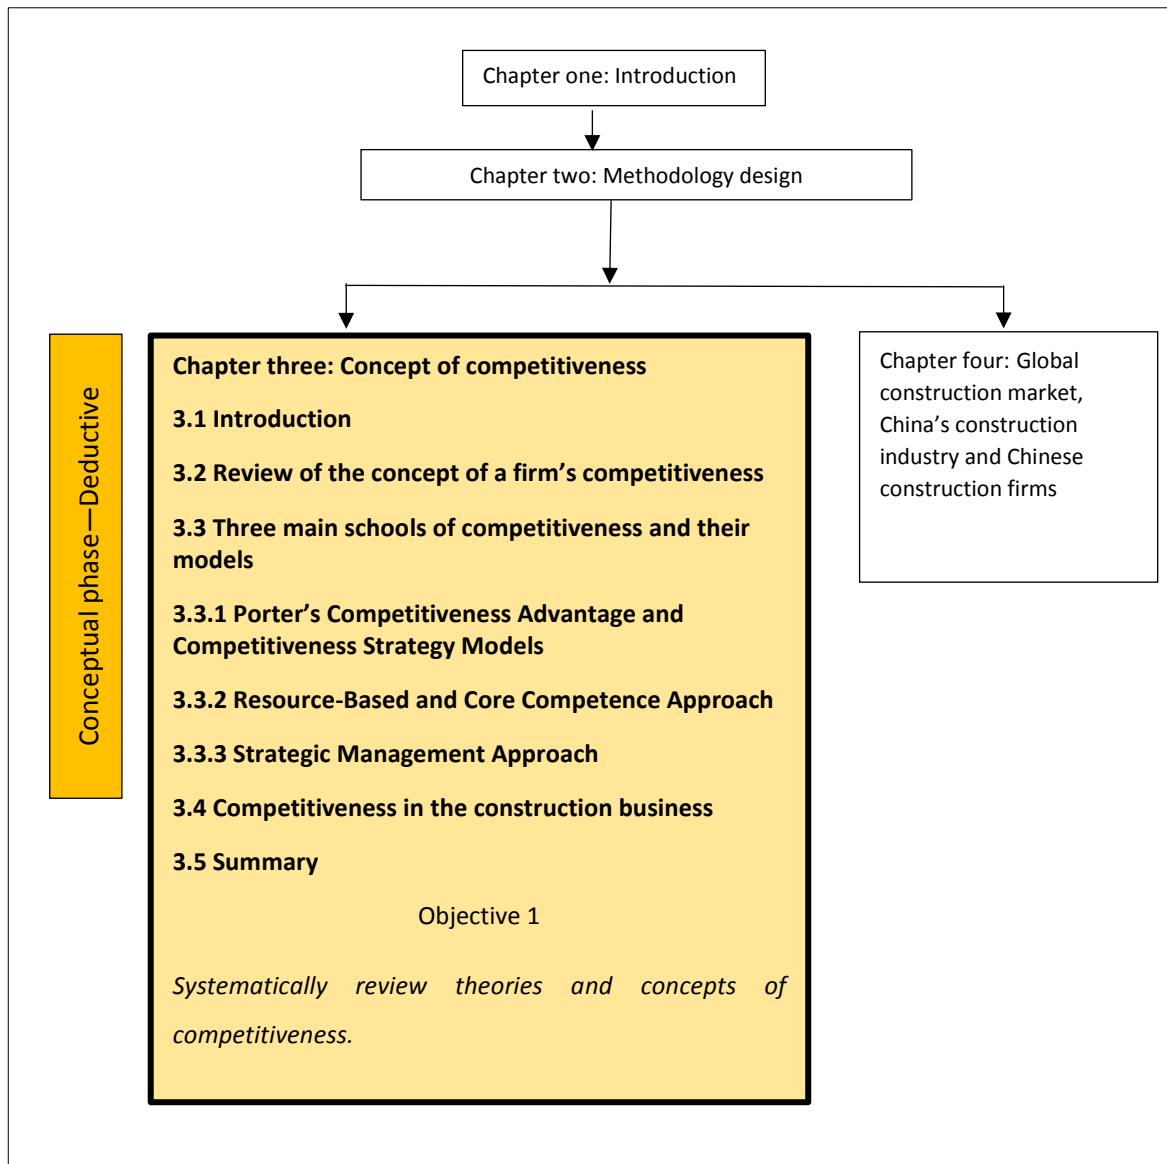 Chapter one: Introduction
Chapter two: Methodology design
Conceptual phase—Deductive
Chapter three: Concept of competitiveness
3.1 Introduction
3.2 Review of the concept of a firm’s competitiveness
3.3 Three main schools of competitiveness and their
models
3.3.1 Porter’s Competitiveness Advantage and
Competitiveness Strategy Models
3.3.2 Resource-Based and Core Competence Approach
3.3.3 Strategic Management Approach
3.4 Competitiveness in the construction business
3.5 Summary
Objective 1
Systematically review theories and concepts of
competitiveness.
Chapter four: Global
construction market,
China’s construction
industry and Chinese
construction firms